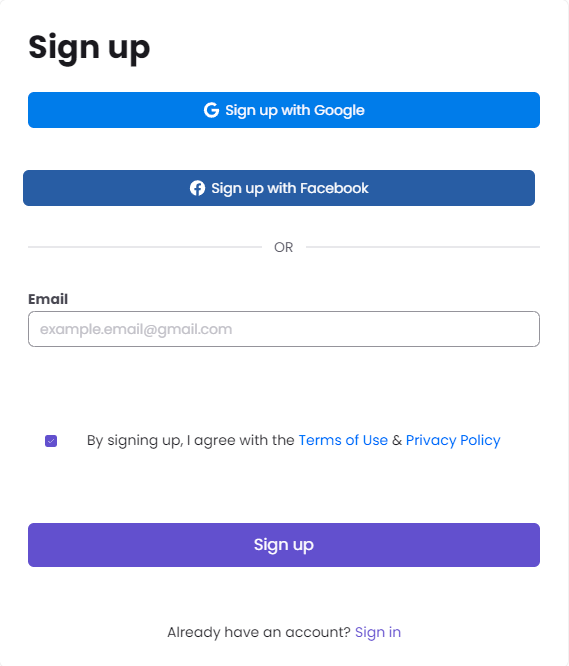 Sign up
Sign up with Google
Sign up with Facebook
OR
Email
example.email@gmail.com
By signing up, I agree with the Terms of Use & Privacy Policy
Sign up
Already have an account? Sign in